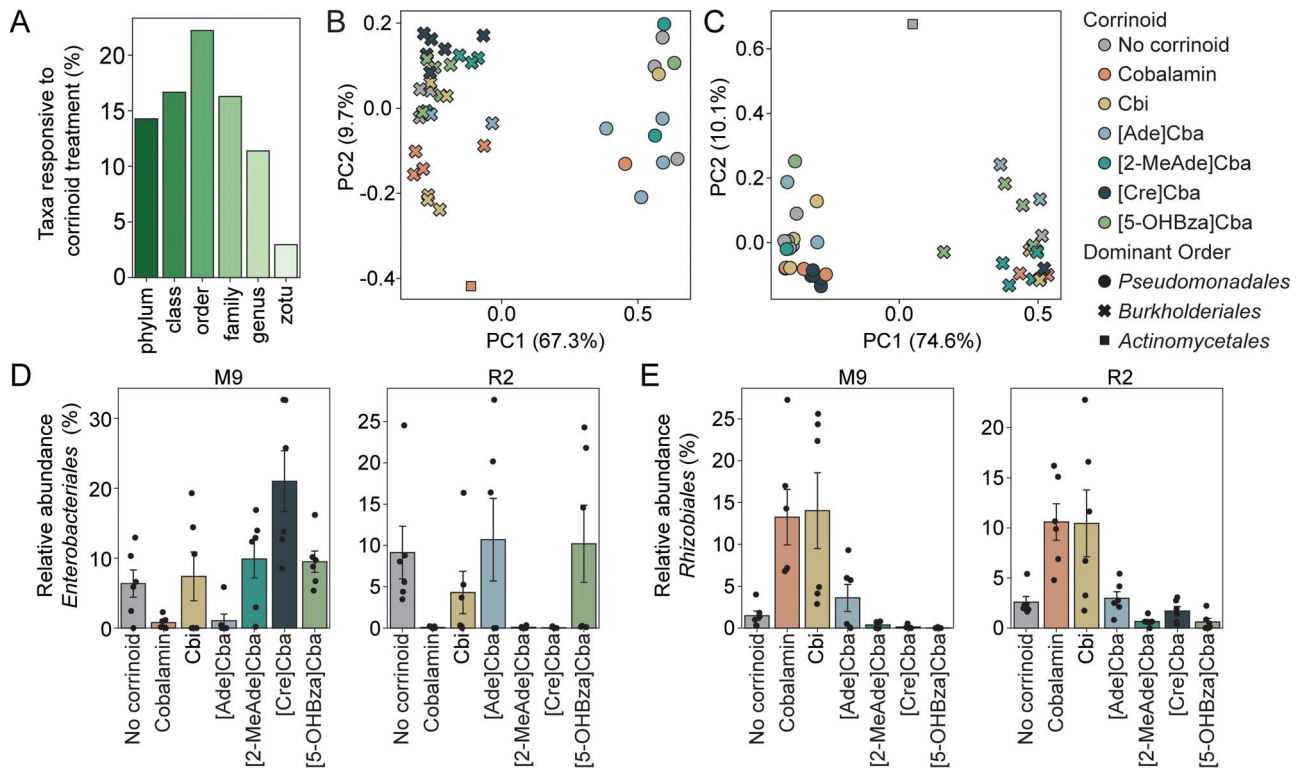 A
Taxa responsive to
corrinoid treatment (%)
20
15
10
5
0
phylum
class
order
family
genus
zotu
B
PC2 (9.7%)
0.2
0.0
-0.2
-0.4
0.0
0.5
PC1 (67.3%)
C
PC2 (10.1%)
0.6
0.4
0.2
0.0
0.0
0.5
PC1 (74.6%)
Corrinoid
No corrinoid
Cobalamin
Cbi
[Ade]Cba
[2-MeAde]Cba
[Cre]Cba
[5-OHBza]Cba
Dominant Order
Pseudomonadales
Burkholderiales
Actinomycetales
D
Relative abundance
Enterobacteriales (%)
M9
30
20
10
0
No corrinoid
Cobalamin
Cbi
[Ade]Cba
[2-MeAde]Cba
[Cre]Cba
[5-OHBza]Cba
R2
25
20
15
10
5
0
No corrinoid
Cobalamin
Cbi
[Ade]Cba
[2-MeAde]Cba
[Cre]Cba
[5-OHBza]Cba
E
Relative abundance
Rhizobiales (%)
M9
25
20
15
10
5
0
No corrinoid
Cobalamin
Cbi
[Ade]Cba
[2-MeAde]Cba
[Cre]Cba
[5-OHBza]Cba
R2
20
15
10
5
0
No corrinoid
Cobalamin
Cbi
[Ade]Cba
[2-MeAde]Cba
[Cre]Cba
[5-OHBza]Cba